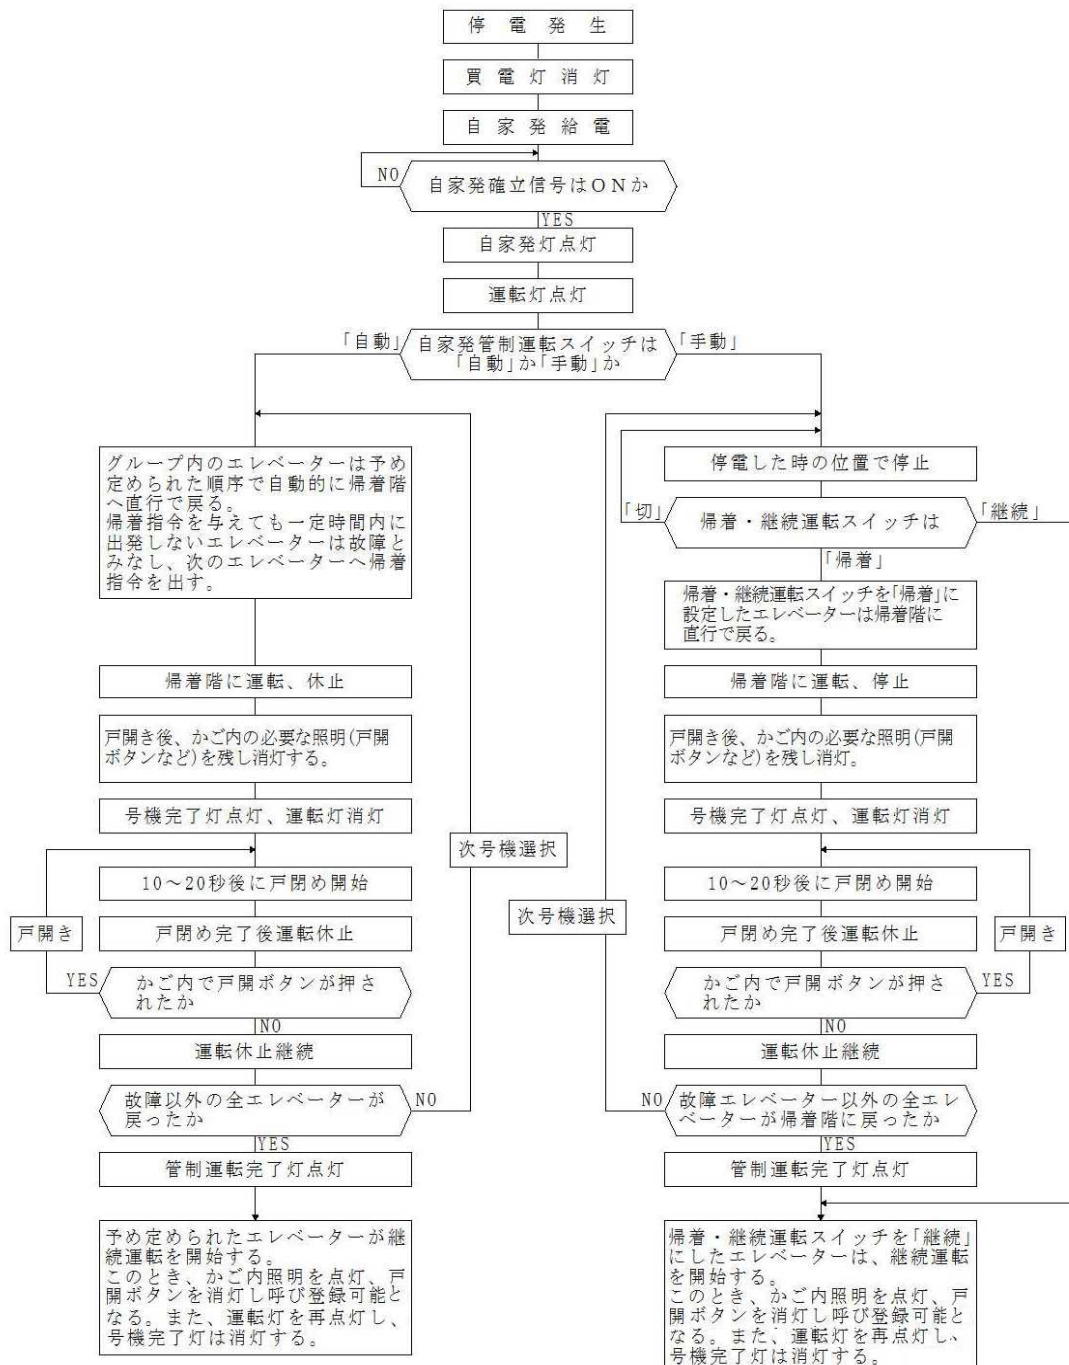 停電発生
買電灯消灯
自家発給電
NO
自家発確立信号はONか
YES
自家発灯点灯
運転灯点灯
「自動」
自家発管制運転スイッチは
「自動」か「手動」か
「手動」
グループ内のエレベーターは予め
定められた順序で自動的に帰着階
へ直行で戻る。
帰着指令を与えても一定時間内に
出発しないエレベーターは故障と
みなし、次のエレベーターへ帰着
指令を出す。
帰着階に運転、休止
戸開き後、かご内の必要な照明(戸開
ボタンなど)を残し消灯する。
号機完了灯点灯、運転灯消灯
次号機選択
10～20秒後に戸閉め開始
戸開き
戸閉め完了後運転休止
YES
かご内で戸開ボタンが押さ
れたか
NO
運転休止継続
故障以外の全エレベーターが
戻ったか
NO
YES
管制運転完了灯点灯
予め定められたエレベーターが継
続運転を開始する。
このとき、かご内照明を点灯、戸
開ボタンを消灯し呼び登録可能と
なる。また、運転灯を再点灯し、
号機完了灯は消灯する。
停電した時の位置で停止
「切」
帰着・継続運転スイッチは
「継続」
「帰着」
帰着・継続運転スイッチを「帰着」に
設定したエレベーターは帰着階に
直行で戻る。
帰着階に運転、停止
戸開き後、かご内の必要な照明(戸開
ボタンなど)を残し消灯。
号機完了灯点灯、運転灯消灯
10～20秒後に戸閉め開始
次号機選択
戸閉め完了後運転休止
戸開き
かご内で戸開ボタンが押さ
れたか
YES
NO
運転休止継続
NO
故障エレベーター以外の全エレ
ベーターが帰着階に戻ったか
YES
管制運転完了灯点灯
帰着・継続運転スイッチを「継続」
にしたエレベーターは、継続運転
を開始する。
このとき、かご内照明を点灯、戸
開ボタンを消灯し呼び登録可能と
なる。また、運転灯を再点灯し、
号機完了灯は消灯する。